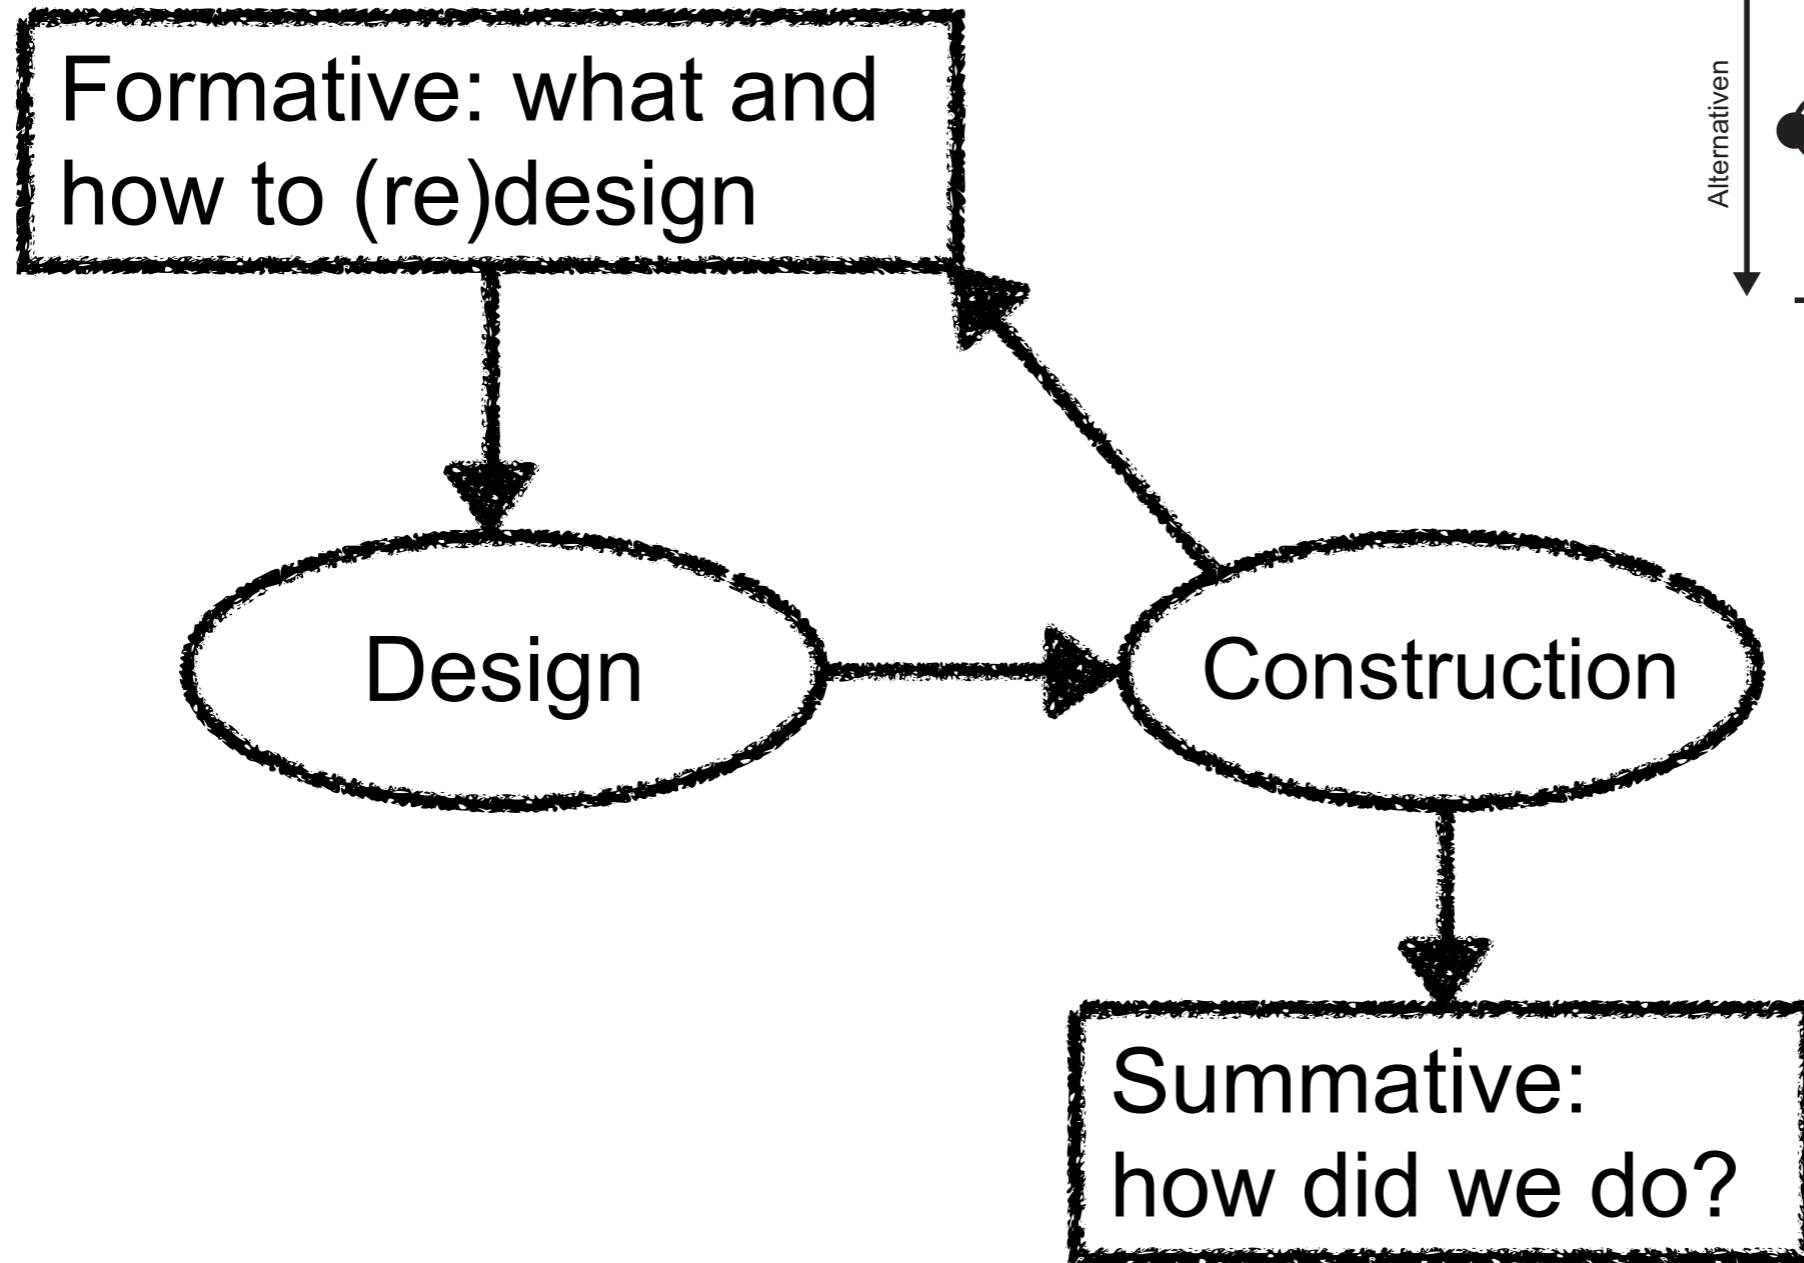 Formative: what and
how to (re)design
Alternativen
Design
Construction
Summative:
how did we do?